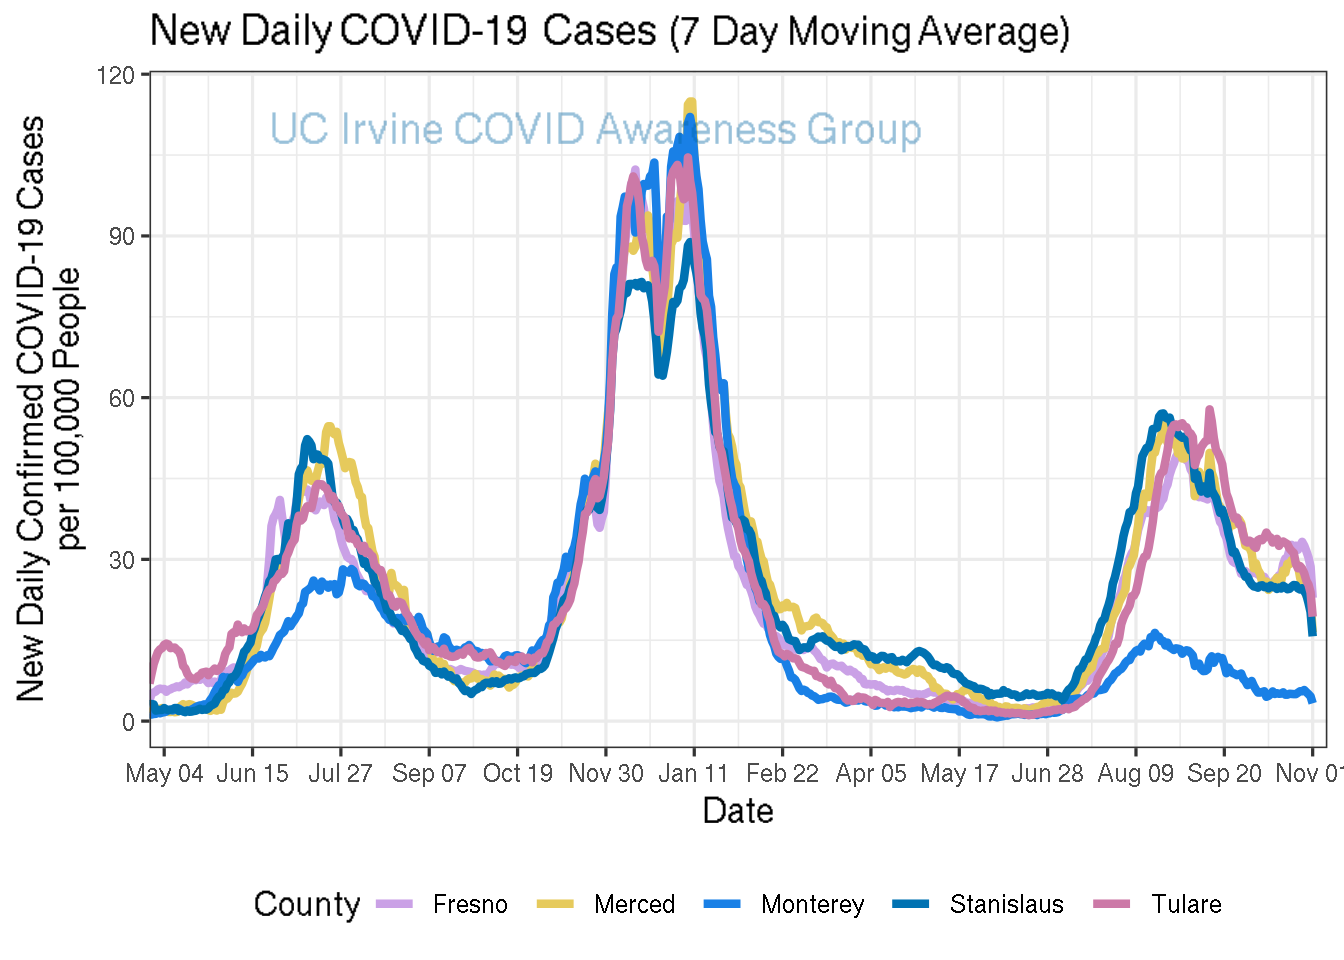 New Daily COVID-19 Cases (7 Day Moving Average)
UC Irvine COVID Awareness Group
New Daily Confirmed COVID-19 Cases
per 100,000 People
120
90
60
30
0
May 04 Jun 15 Jul 27 Sep 07 Oct 19 Nov 30 Jan 11 Feb 22 Apr 05 May 17 Jun 28 Aug 09 Sep 20 Nov 01
Date
County Fresno Merced Monterey Stanislaus Tulare